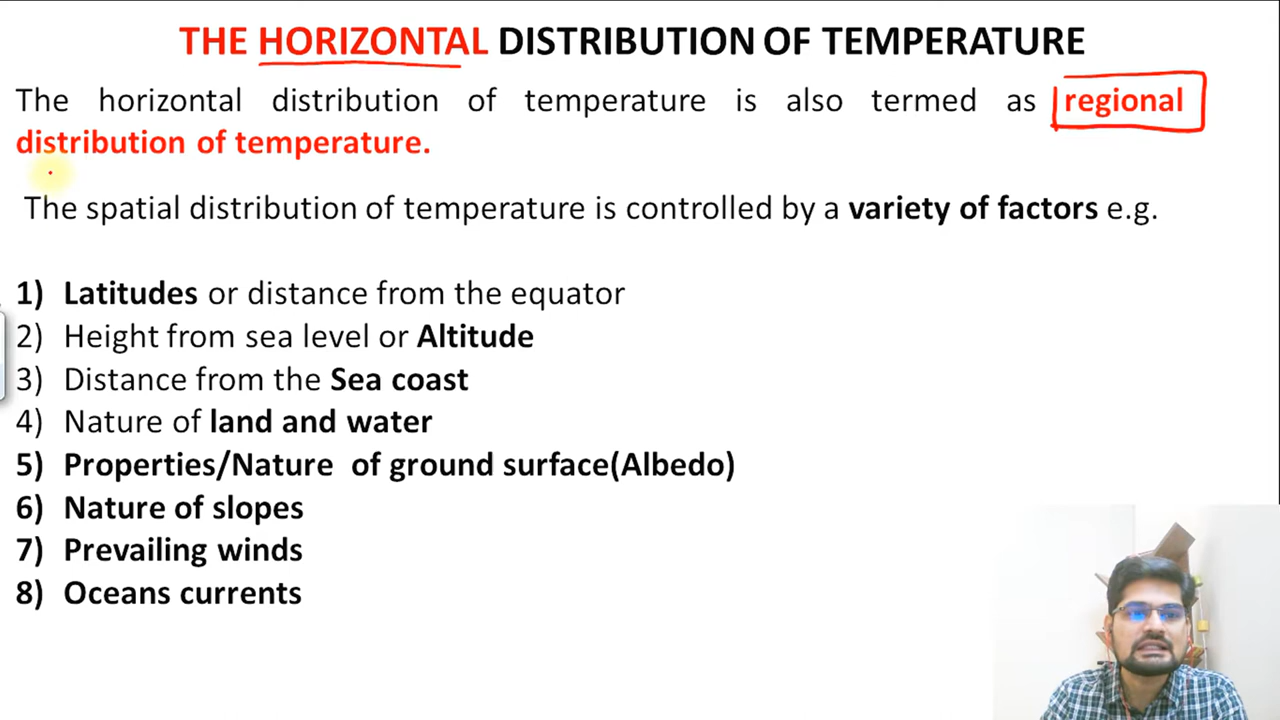 THE HORIZONTAL DISTRIBUTION OF TEMPERATURE
The horizontal distribution of temperature is also termed as regional
distribution of temperature.
The spatial distribution of temperature is controlled by a variety of factors e.g.
1) Latitudes or distance from the equator
2) Height from sea level or Altitude
3) Distance from the Sea coast
4) Nature of land and water
5) Properties/Nature of ground surface(Albedo)
6) Nature of slopes
7) Prevailing winds
8) Oceans currents